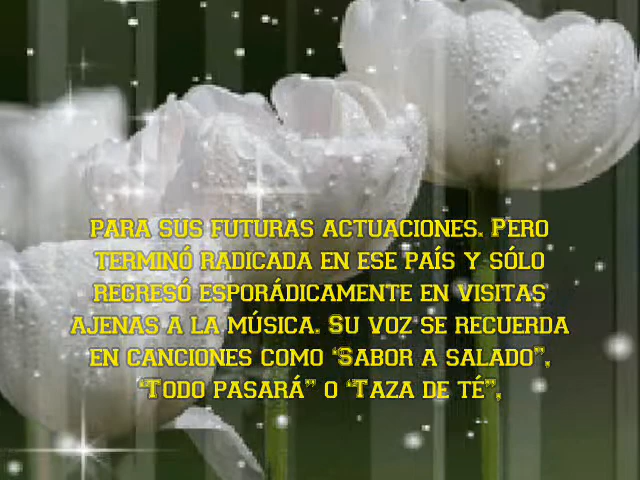 para sus futuras actuaciones. Pero
terminó radicada en ese país y sólo
regresó esporádicamente en visitas
ajenas a la música. Su voz se recuerda
en canciones como “Sabor a salado”,
“Todo pasará” o “Taza de té”,